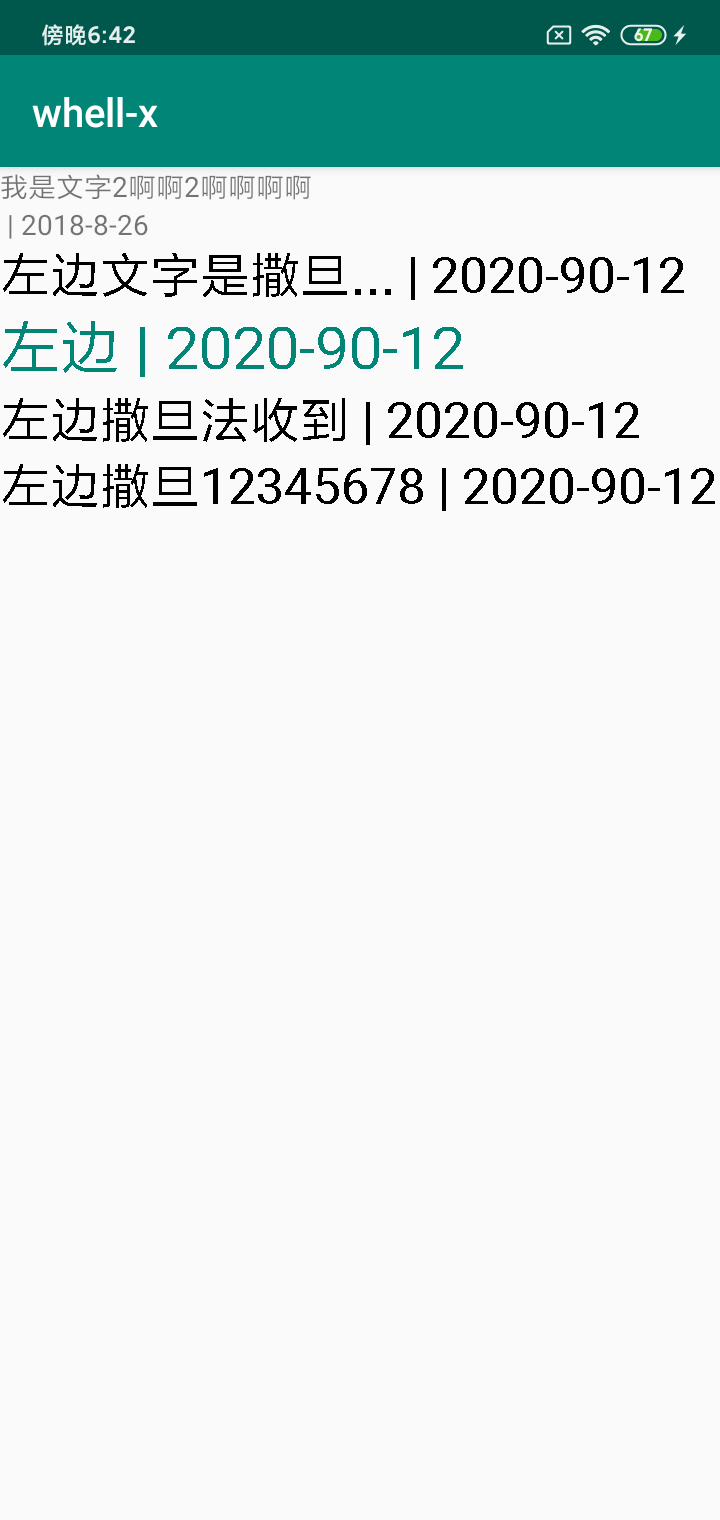 傍晚6:42
67
whell-x
我是文字2啊啊2啊啊啊啊
| 2018-8-26
左边文字是撒旦... | 2020-90-12
左边 | 2020-90-12
左边撒旦法收到 | 2020-90-12
左边撒旦12345678 | 2020-90-12